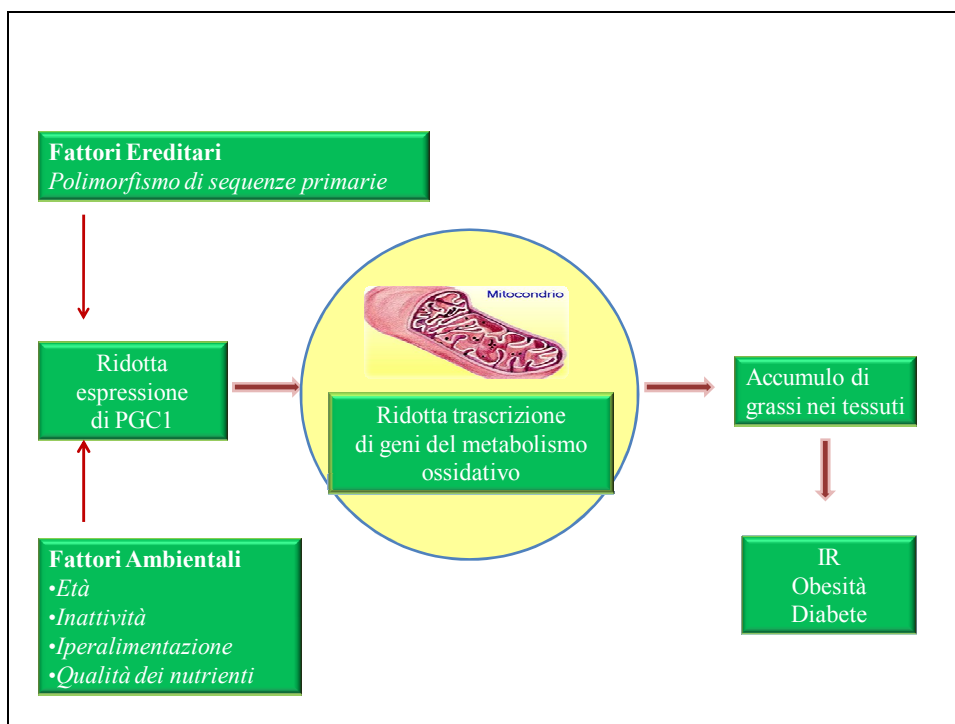 Fattori Ereditari
Polimorfismo di sequenze primarie
Mitocondrio
Ridotta
espressione
di PGC1
Ridotta trascrizione
di geni del metabolismo
ossidativo
Accumulo di
grassi nei tessuti
Fattori Ambientali
•Età
•Inattività
•Iperalimentazione
•Qualità dei nutrienti
IR
Obesità
Diabete